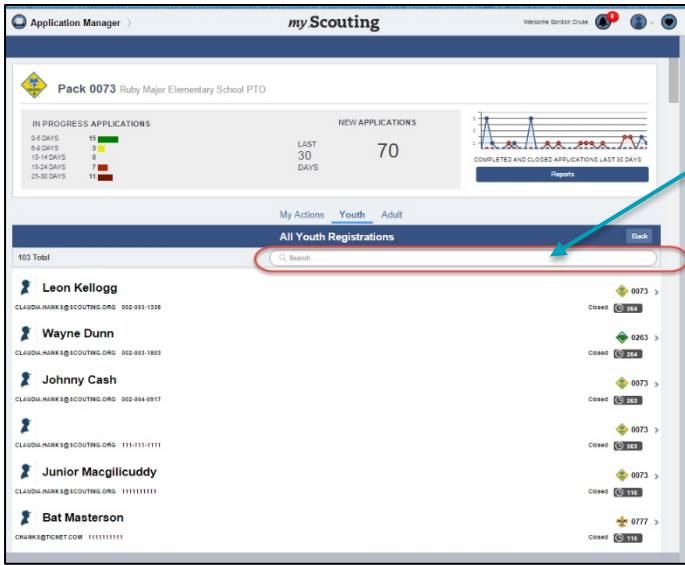 Application Manager
myScouting
Welcome Gordon Cruse
Pack 0073 Ruby Major Elementary School PTO
IN PROGRESS APPLICATIONS
0-5 DAYS 15
6-9 DAYS 5
10-14 DAYS 0
15-24 DAYS 7
25-30 DAYS 11
NEW APPLICATIONS
LAST 30 DAYS
70
COMPLETED AND CLOSED APPLICATIONS LAST 30 DAYS
Reports
My Actions Youth Adult
All Youth Registrations
Back
103 Total
Search
Leon Kellogg
0073
CLAUDIA.HANKS@SCOUTING.ORG 002-003-1338
Closed 264
Wayne Dunn
0263
CLAUDIA.HANKS@SCOUTING.ORG 002-003-1803
Closed 264
Johnny Cash
0073
CLAUDIA.HANKS@SCOUTING.ORG 002-004-0917
Closed 263
0073
CLAUDIA.HANKS@SCOUTING.ORG 111-111-1111
Closed 263
Junior Macgilicuddy
0073
CLAUDIA.HANKS@SCOUTING.ORG 1111111111
Closed 116
Bat Masterson
0777
CHANKS@TICNET.COM 1111111111
Closed 115